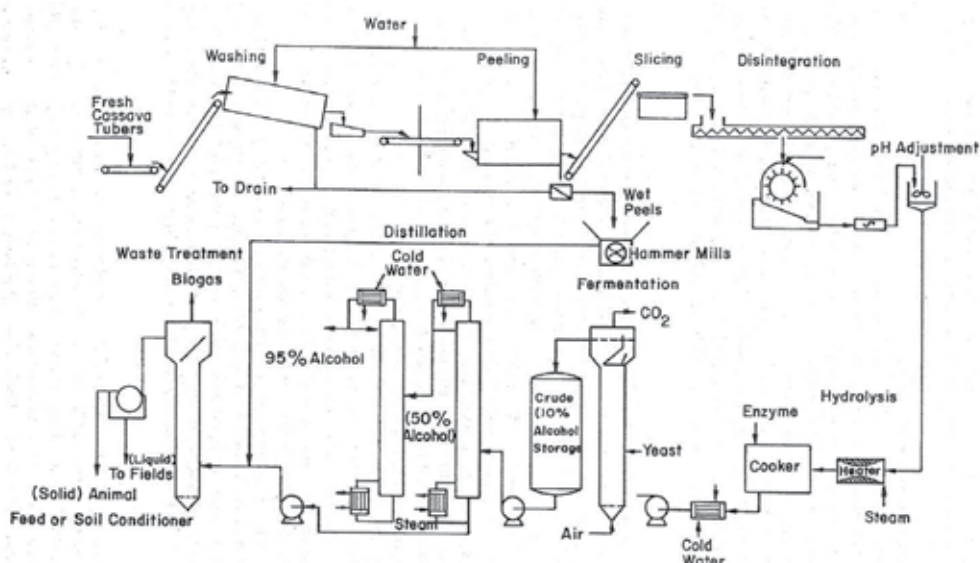 Water
Washing
Peeling
Slicing
Disintegration
Fresh
Cassava
Tubers
pH Adjustment
To Drain
Wet
Peels
Hammer Mills
Distillation
Waste Treatment
Biogas
Cold
Water
Fermentation
CO2
95% Alcohol
(50%
Alcohol)
Crude
(10%
Alcohol
Storage
Yeast
Air
Enzyme
Hydrolysis
Cooker
Heater
Steam
Cold
Water
Steam
(Liquid)
To Fields
(Solid) Animal
Feed or Soil Conditioner